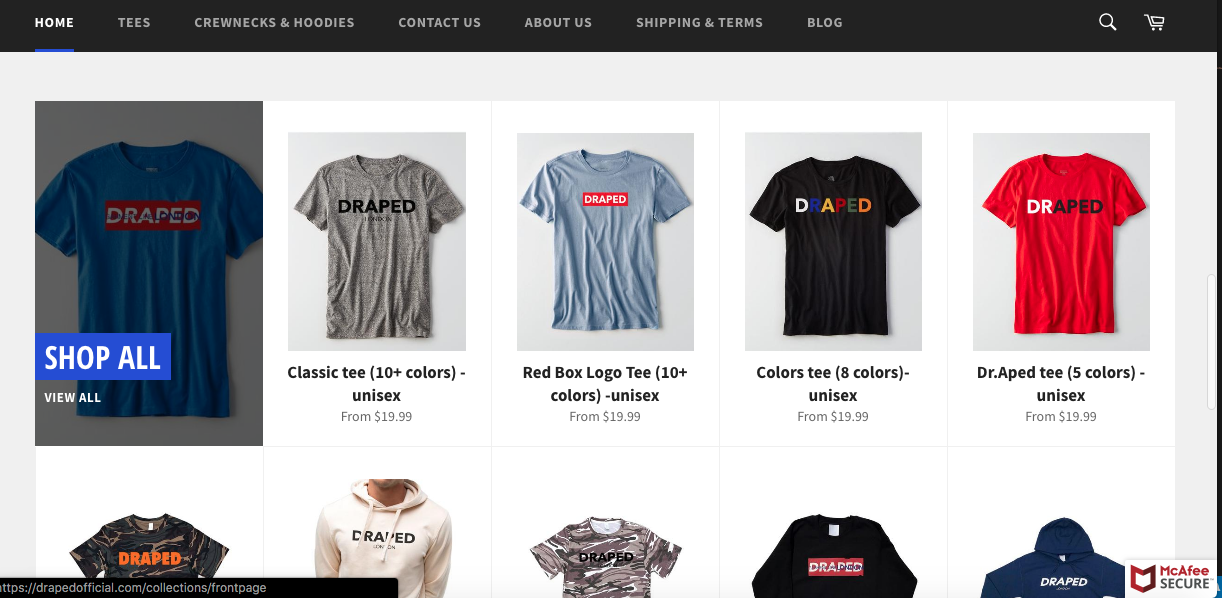 HOME TEES CREWNECKS & HOODIES CONTACT US ABOUT US SHIPPING & TERMS BLOG
DRAPED
DRAPED
LONDON
DRAPED
DRAPED
DRAPED
SHOP ALL
VIEW ALL
Classic tee (10+ colors) -
unisex
From $19.99
Red Box Logo Tee (10+
colors) -unisex
From $19.99
Colors tee (8 colors)-
unisex
From $19.99
Dr.Aped tee (5 colors) -
unisex
From $19.99
DRAPED
DRAPED
LONDON
DRAPED
DRAPED
DRAPED
LONDON
ttps://drapedofficial.com/collections/frontpage
McAfee
SECURE